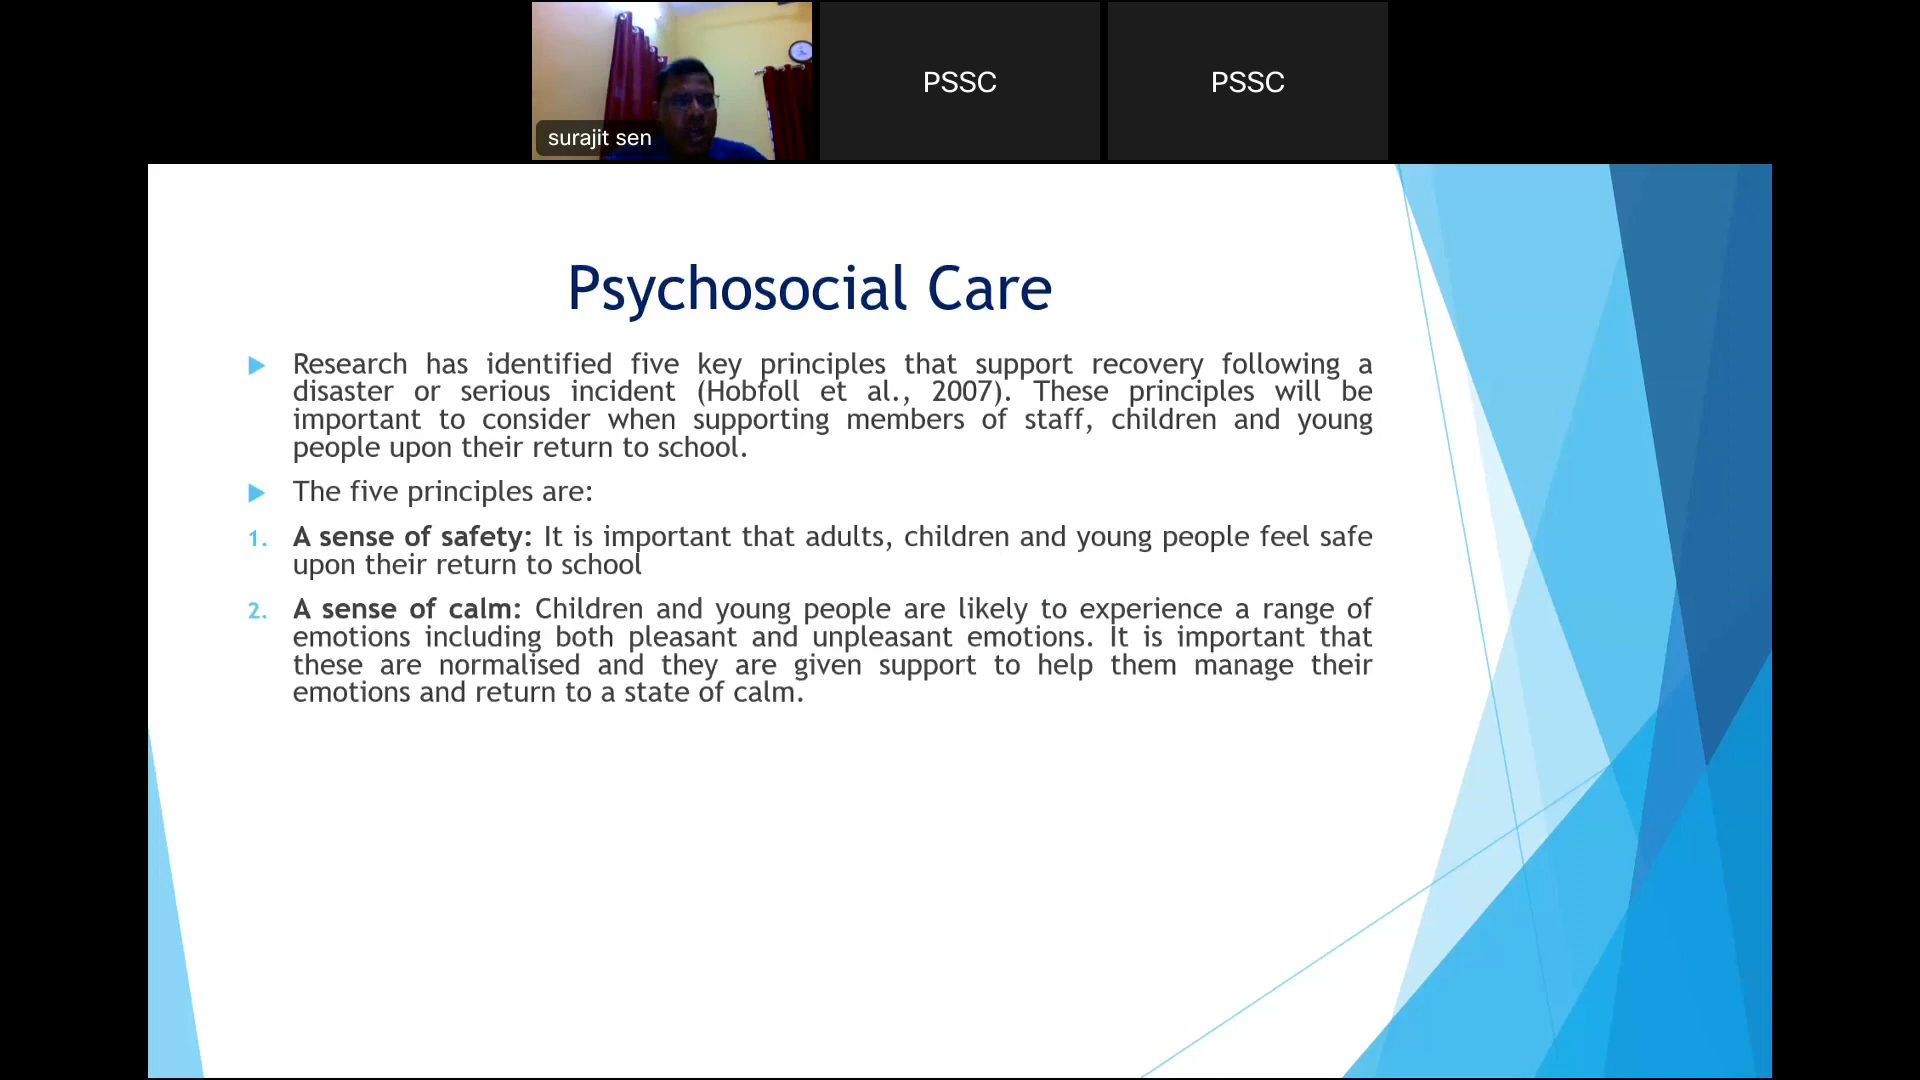 surajit sen
PSSC
PSSC
Psychosocial Care
Research has identified five key principles that support recovery following a
disaster or serious incident (Hobfoll et al., 2007). These principles will be
important to consider when supporting members of staff, children and young
people upon their return to school.
The five principles are:
1. A sense of safety: It is important that adults, children and young people feel safe
upon their return to school
2. A sense of calm: Children and young people are likely to experience a range of
emotions including both pleasant and unpleasant emotions. It is important that
these are normalised and they are given support to help them manage their
emotions and return to a state of calm.